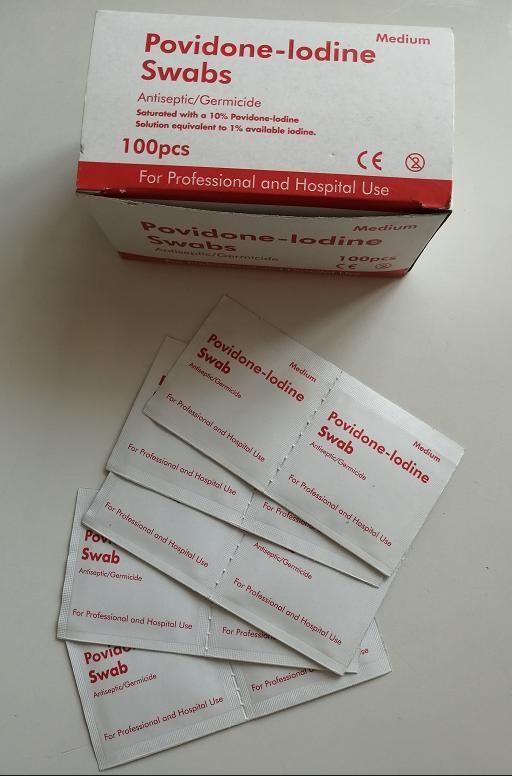 Medium
Povidone-Iodine
Swabs
Antiseptic/Germicide
Saturated with a 10% Povidone-Iodine
Solution equivalent to 1% available iodine.
100pcs
CE
For Professional and Hospital Use
Medium
Povidone-Iodine
Swabs
Antiseptic/Germicide
100pcs
CE
For Professional and Hospital Use
Medium
Povidone-Iodine
Swab
Antiseptic/Germicide
For Professional and Hospital Use
Medium
Povidone-Iodine
Swab
Antiseptic/Germicide
For Professional and Hospital Use
For Professional and Hospital Use
For Professional and Hospital Use
Antiseptic/Germicide
For Professional and Hospital Use
Swab
Antiseptic/Germicide
For Professional and Hospital Use
Swab
Antiseptic/Germicide
For Professional and Hospital Use